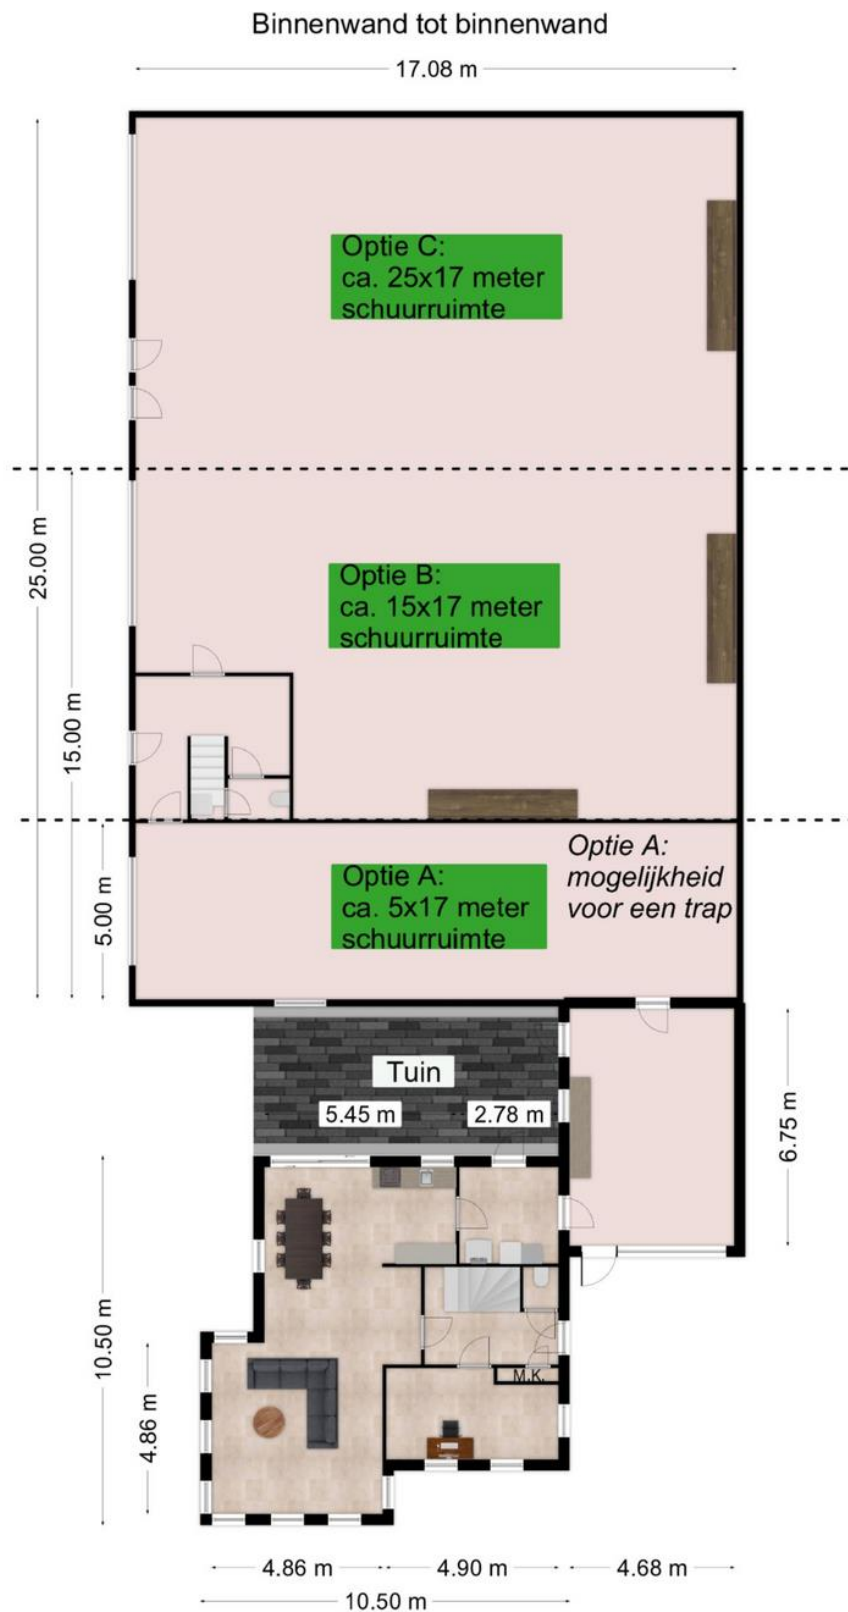 Binnenwand tot binnenwand
17.08 m
Optie C:
ca. 25x17 meter
schuurruimte
25.00 m
Optie B:
ca. 15x17 meter
schuurruimte
15.00 m
Optie A:
mogelijkheid
voor een trap
Optie A:
ca. 5x17 meter
schuurruimte
5.00 m
Tuin
5.45 m
2.78 m
6.75 m
10.50 m
M.K.
4.86 m
4.86 m
4.90 m
4.68 m
10.50 m